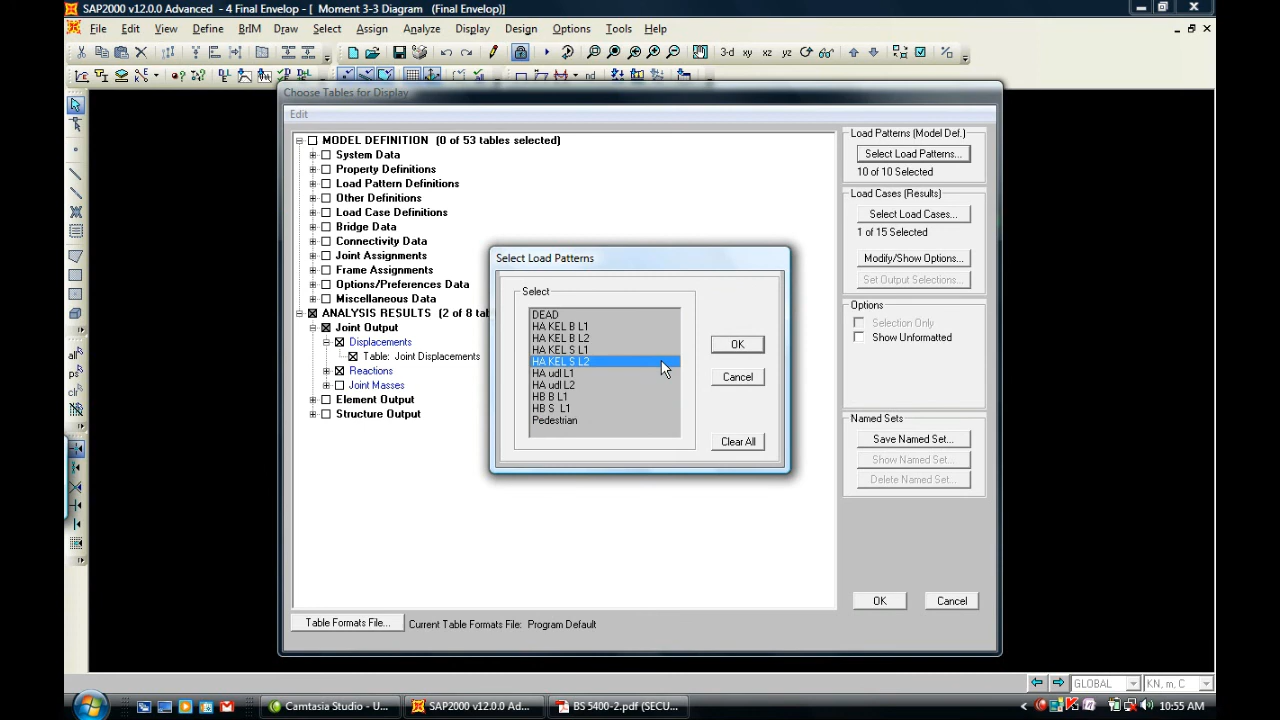 SAP2000 v12.0.0 Advanced - 4 Final Envelop - [ Moment 3-3 Diagram (Final Envelop)]
File Edit View Define BrIM Draw Select Assign Analyze Display Design Options Tools Help
3-d xy xz yz
nd
Choose Tables for Display
Edit
MODEL DEFINITION (0 of 53 tables selected)
System Data
Property Definitions
Load Pattern Definitions
Other Definitions
Load Case Definitions
Bridge Data
Connectivity Data
Joint Assignments
Frame Assignments
Options/Preferences Data
Miscellaneous Data
ANALYSIS RESULTS (2 of 8 ta
Joint Output
Displacements
Table: Joint Displacements
Reactions
Joint Masses
Element Output
Structure Output
Load Patterns (Model Def.)
Select Load Patterns...
10 of 10 Selected
Load Cases (Results)
Select Load Cases...
1 of 15 Selected
Modify/Show Options...
Set Output Selections...
Options
Selection Only
Show Unformatted
Named Sets
Save Named Set...
Show Named Set...
Delete Named Set...
OK Cancel
Select Load Patterns
Select
DEAD
HA KEL B L1
HA KEL B L2
HA KEL S L1
HA KEL S L2
HA udl L1
HA udl L2
HB B L1
HB S L1
Pedestrian
OK
Cancel
Clear All
Table Formats File... Current Table Formats File: Program Default
all
GLOBAL KN, m, C
Camtasia Studio - U... SAP2000 v12.0.0 Ad... BS 5400-2.pdf (SECU... 10:55 AM